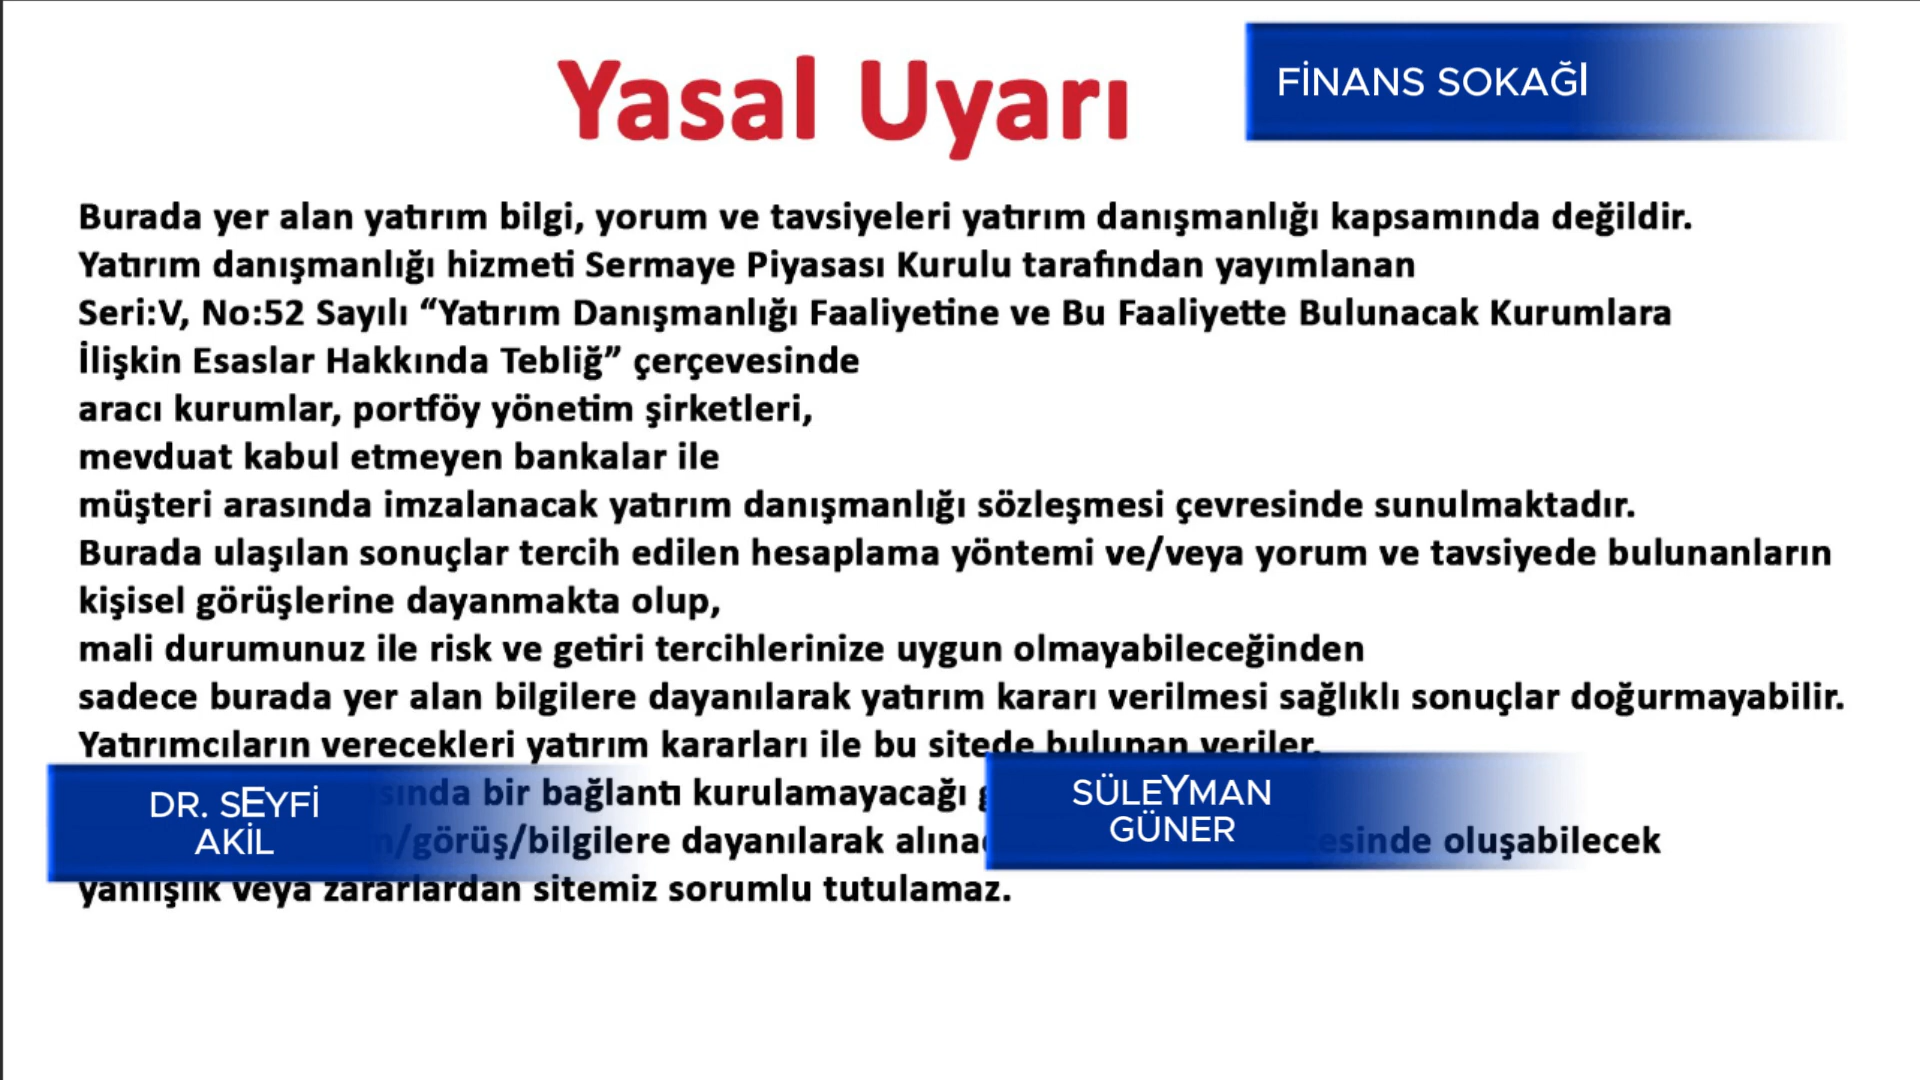 Yasal Uyarı
FİNANS SOKAĞI
Burada yer alan yatırım bilgi, yorum ve tavsiyeleri yatırım danışmanlığı kapsamında değildir.
Yatırım danışmanlığı hizmeti Sermaye Piyasası Kurulu tarafından yayımlanan
Seri:V, No:52 Sayılı “Yatırım Danışmanlığı Faaliyetine ve Bu Faaliyette Bulunacak Kurumlara
İlişkin Esaslar Hakkında Tebliğ” çerçevesinde
aracı kurumlar, portföy yönetim şirketleri,
mevduat kabul etmeyen bankalar ile
müşteri arasında imzalanacak yatırım danışmanlığı sözleşmesi çevresinde sunulmaktadır.
Burada ulaşılan sonuçlar tercih edilen hesaplama yöntemi ve/veya yorum ve tavsiyede bulunanların
kişisel görüşlerine dayanmakta olup,
mali durumunuz ile risk ve getiri tercihlerinize uygun olmayabileceğinden
sadece burada yer alan bilgilere dayanılarak yatırım kararı verilmesi sağlıklı sonuçlar doğurmayabilir.
Yatırımcıların verecekleri yatırım kararları ile bu sitede bulunan veriler,
bir bağlantı kurulamayacağı
/görüş/bilgilere dayanılarak oluşabilecek
yanlışlık veya zararlardan sitemiz sorumlu tutulamaz.
DR. SEYFİ
AKİL
SÜLEYMAN
GÜNER